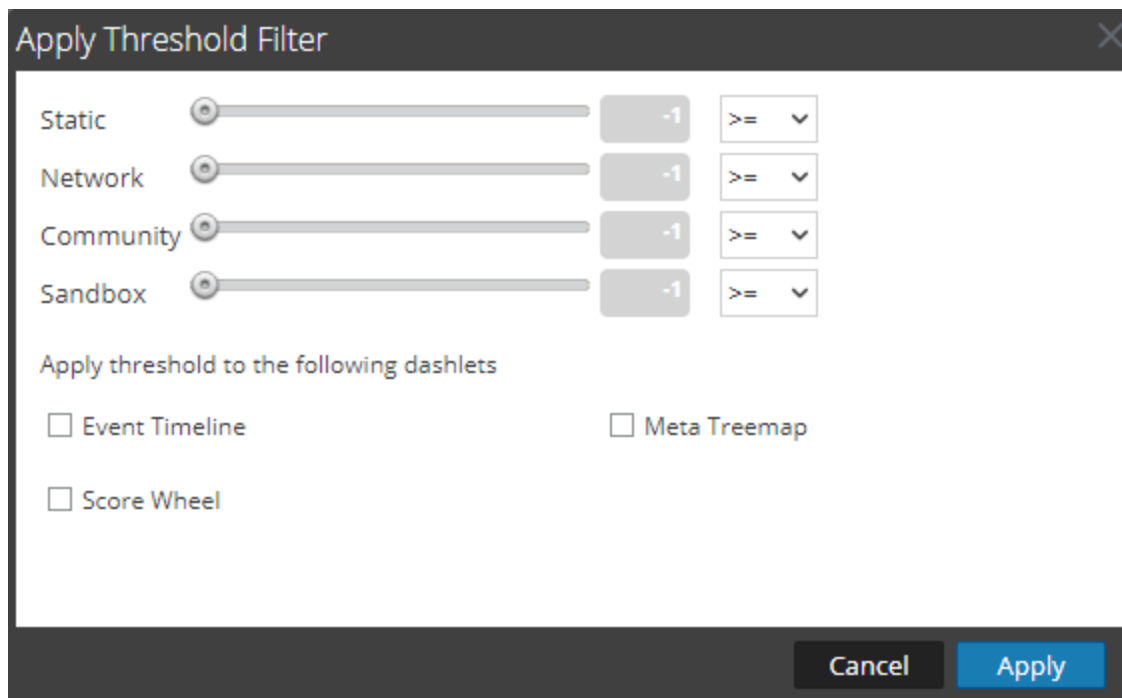 Apply Threshold Filter
Static -1 >=
Network -1 >=
Community -1 >=
Sandbox -1 >=
Apply threshold to the following dashlets
Event Timeline Meta Treemap
Score Wheel
Cancel Apply